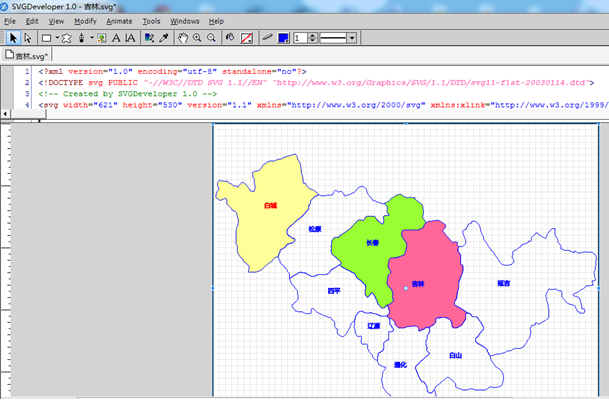 SVGDeveloper 1.0 - 吉林.svg*
File Edit View Modify Animate Tools Windows Help
A 1
吉林.svg*
1 <?xml version="1.0" encoding="utf-8" standalone="no"?>
2 <!DOCTYPE svg PUBLIC "-//W3C//DTD SVG 1.1//EN" "http://www.w3.org/Graphics/SVG/1.1/DTD/svg11-flat-20030114.dtd">
3 <!-- Created by SVGDeveloper 1.0 -->
4 <svg width="621" height="530" version="1.1" xmlns="http://www.w3.org/2000/svg" xmlns:xlink="http://www.w3.org/1999/
白城
松原
长春
吉林
延吉
四平
辽源
白山
通化